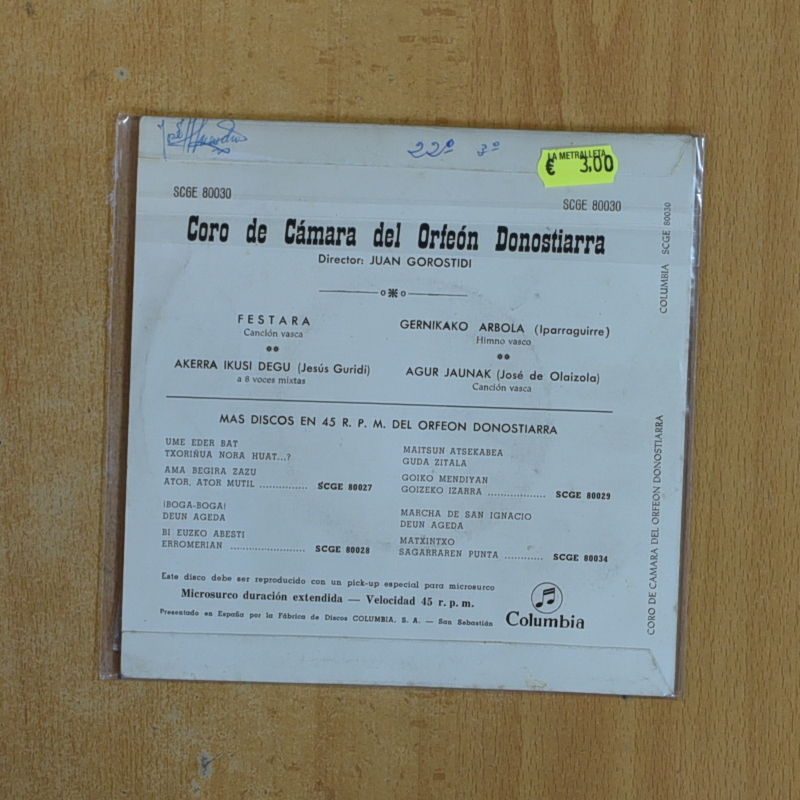 22º 3º
LA METRALLETA
€ 3,00
SCGE 80030
SCGE 80030
Coro de Cámara del Orfeón Donostiarra
Director: JUAN GOROSTIDI
FESTARA
Canción vasca
AKERRA IKUSI DEGU (Jesús Guridi)
a 8 voces mixtas
GERNIKAKO ARBOLA (Iparraguirre)
Himno vasco
AGUR JAUNAK (José de Olaizola)
Canción vasca
MAS DISCOS EN 45 R. P. M. DEL ORFEON DONOSTIARRA
UME EDER BAT
TXORIÑUA NORA HUAT...?
AMA BEGIRA ZAZU
ATOR, ATOR MUTIL .............. SCGE 80027
¡BOGA-BOGA!
DEUN AGEDA
BI EUZKO ABESTI
ERROMERIAN .................... SCGE 80028
MAITSUN ATSEKABEA
GUDA ZITALA
GOIKO MENDIYAN
GOIZEKO IZARRA .................. SCGE 80029
MARCHA DE SAN IGNACIO
DEUN AGEDA
MATXINTXO
SAGARRAREN PUNTA ........... SCGE 80034
Este disco debe ser reproducido con un pick-up especial para microsurco
Microsurco duración extendida — Velocidad 45 r. p. m.
Presentado en España por la Fábrica de Discos COLUMBIA, S. A. — San Sebastián
Columbia
COLUMBIA SCGE 80030
CORO DE CAMARA DEL ORFEON DONOSTIARRA